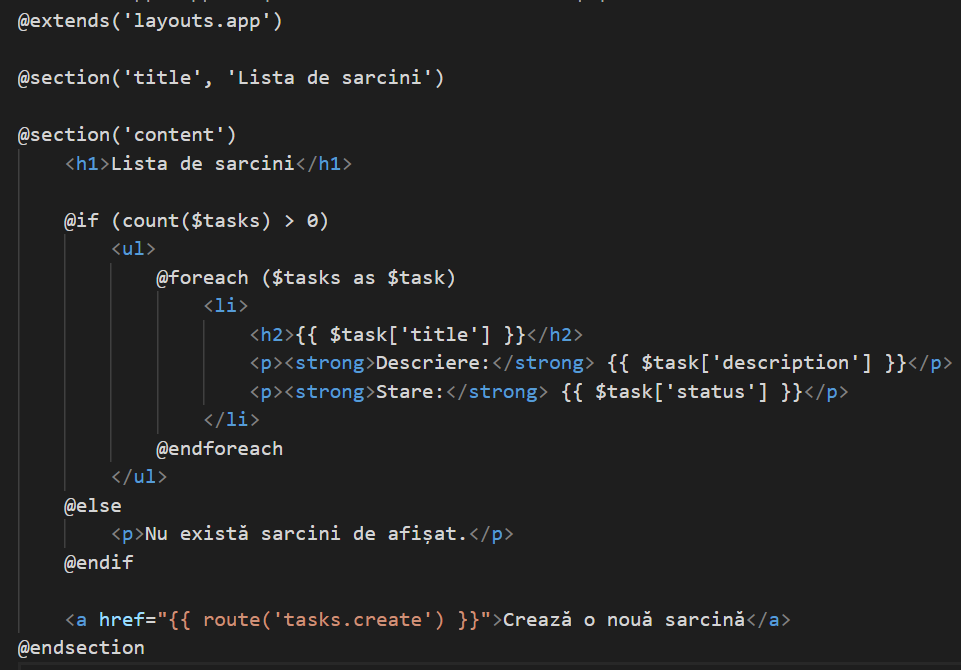 @extends('layouts.app')
@section('title', 'Lista de sarcini')
@section('content')
<h1>Lista de sarcini</h1>
@if (count($tasks) > 0)
<ul>
@foreach ($tasks as $task)
<li>
<h2>{{ $task['title'] }}</h2>
<p><strong>Descriere:</strong> {{ $task['description'] }}</p>
<p><strong>Stare:</strong> {{ $task['status'] }}</p>
</li>
@endforeach
</ul>
@else
<p>Nu există sarcini de afișat.</p>
@endif
<a href="{{ route('tasks.create') }}">Crează o nouă sarcină</a>
@endsection